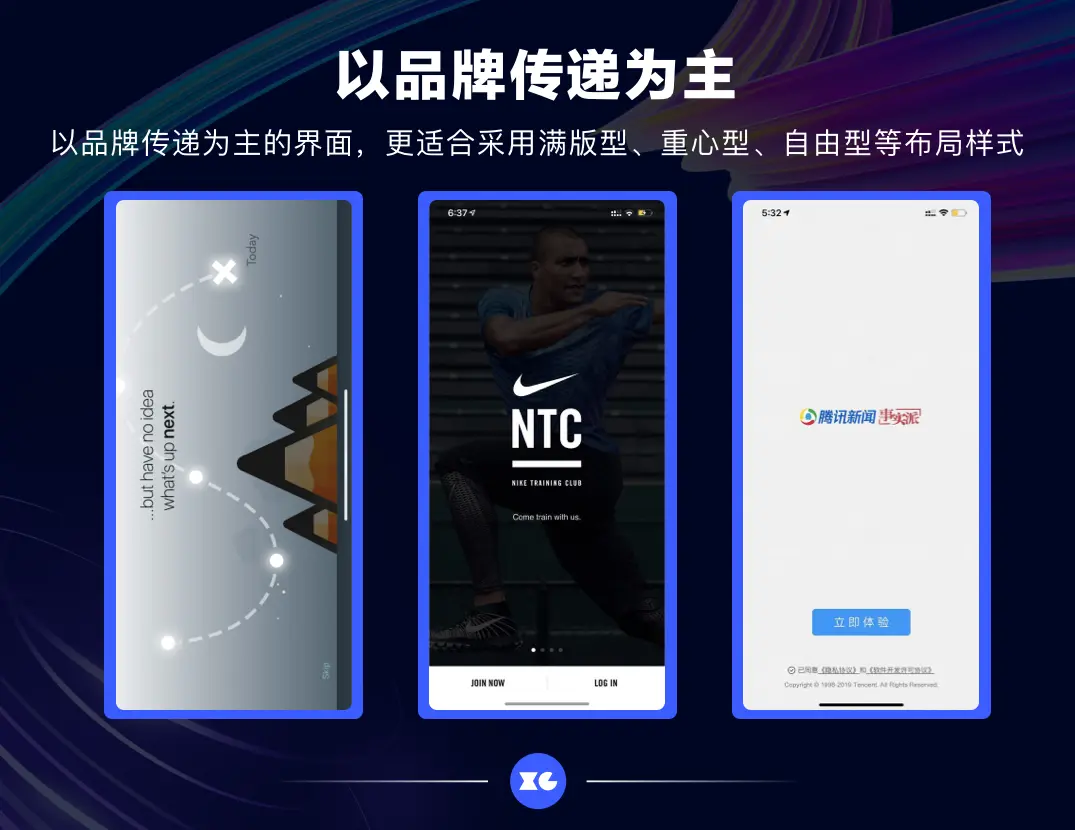 以品牌传递为主
以品牌传递为主的界面，更适合采用满版型、重心型、自由型等布局样式
Today
...but have no idea
what's up next.
Skip
6:37
NTC
NIKE TRAINING CLUB
Come train with us.
JOIN NOW
LOG IN
5:32
腾讯新闻 事实派
立即体验
已同意《隐私协议》和《软件开发许可协议》
Copyright © 1998-2019 Tencent. All Rights Reserved.
XG